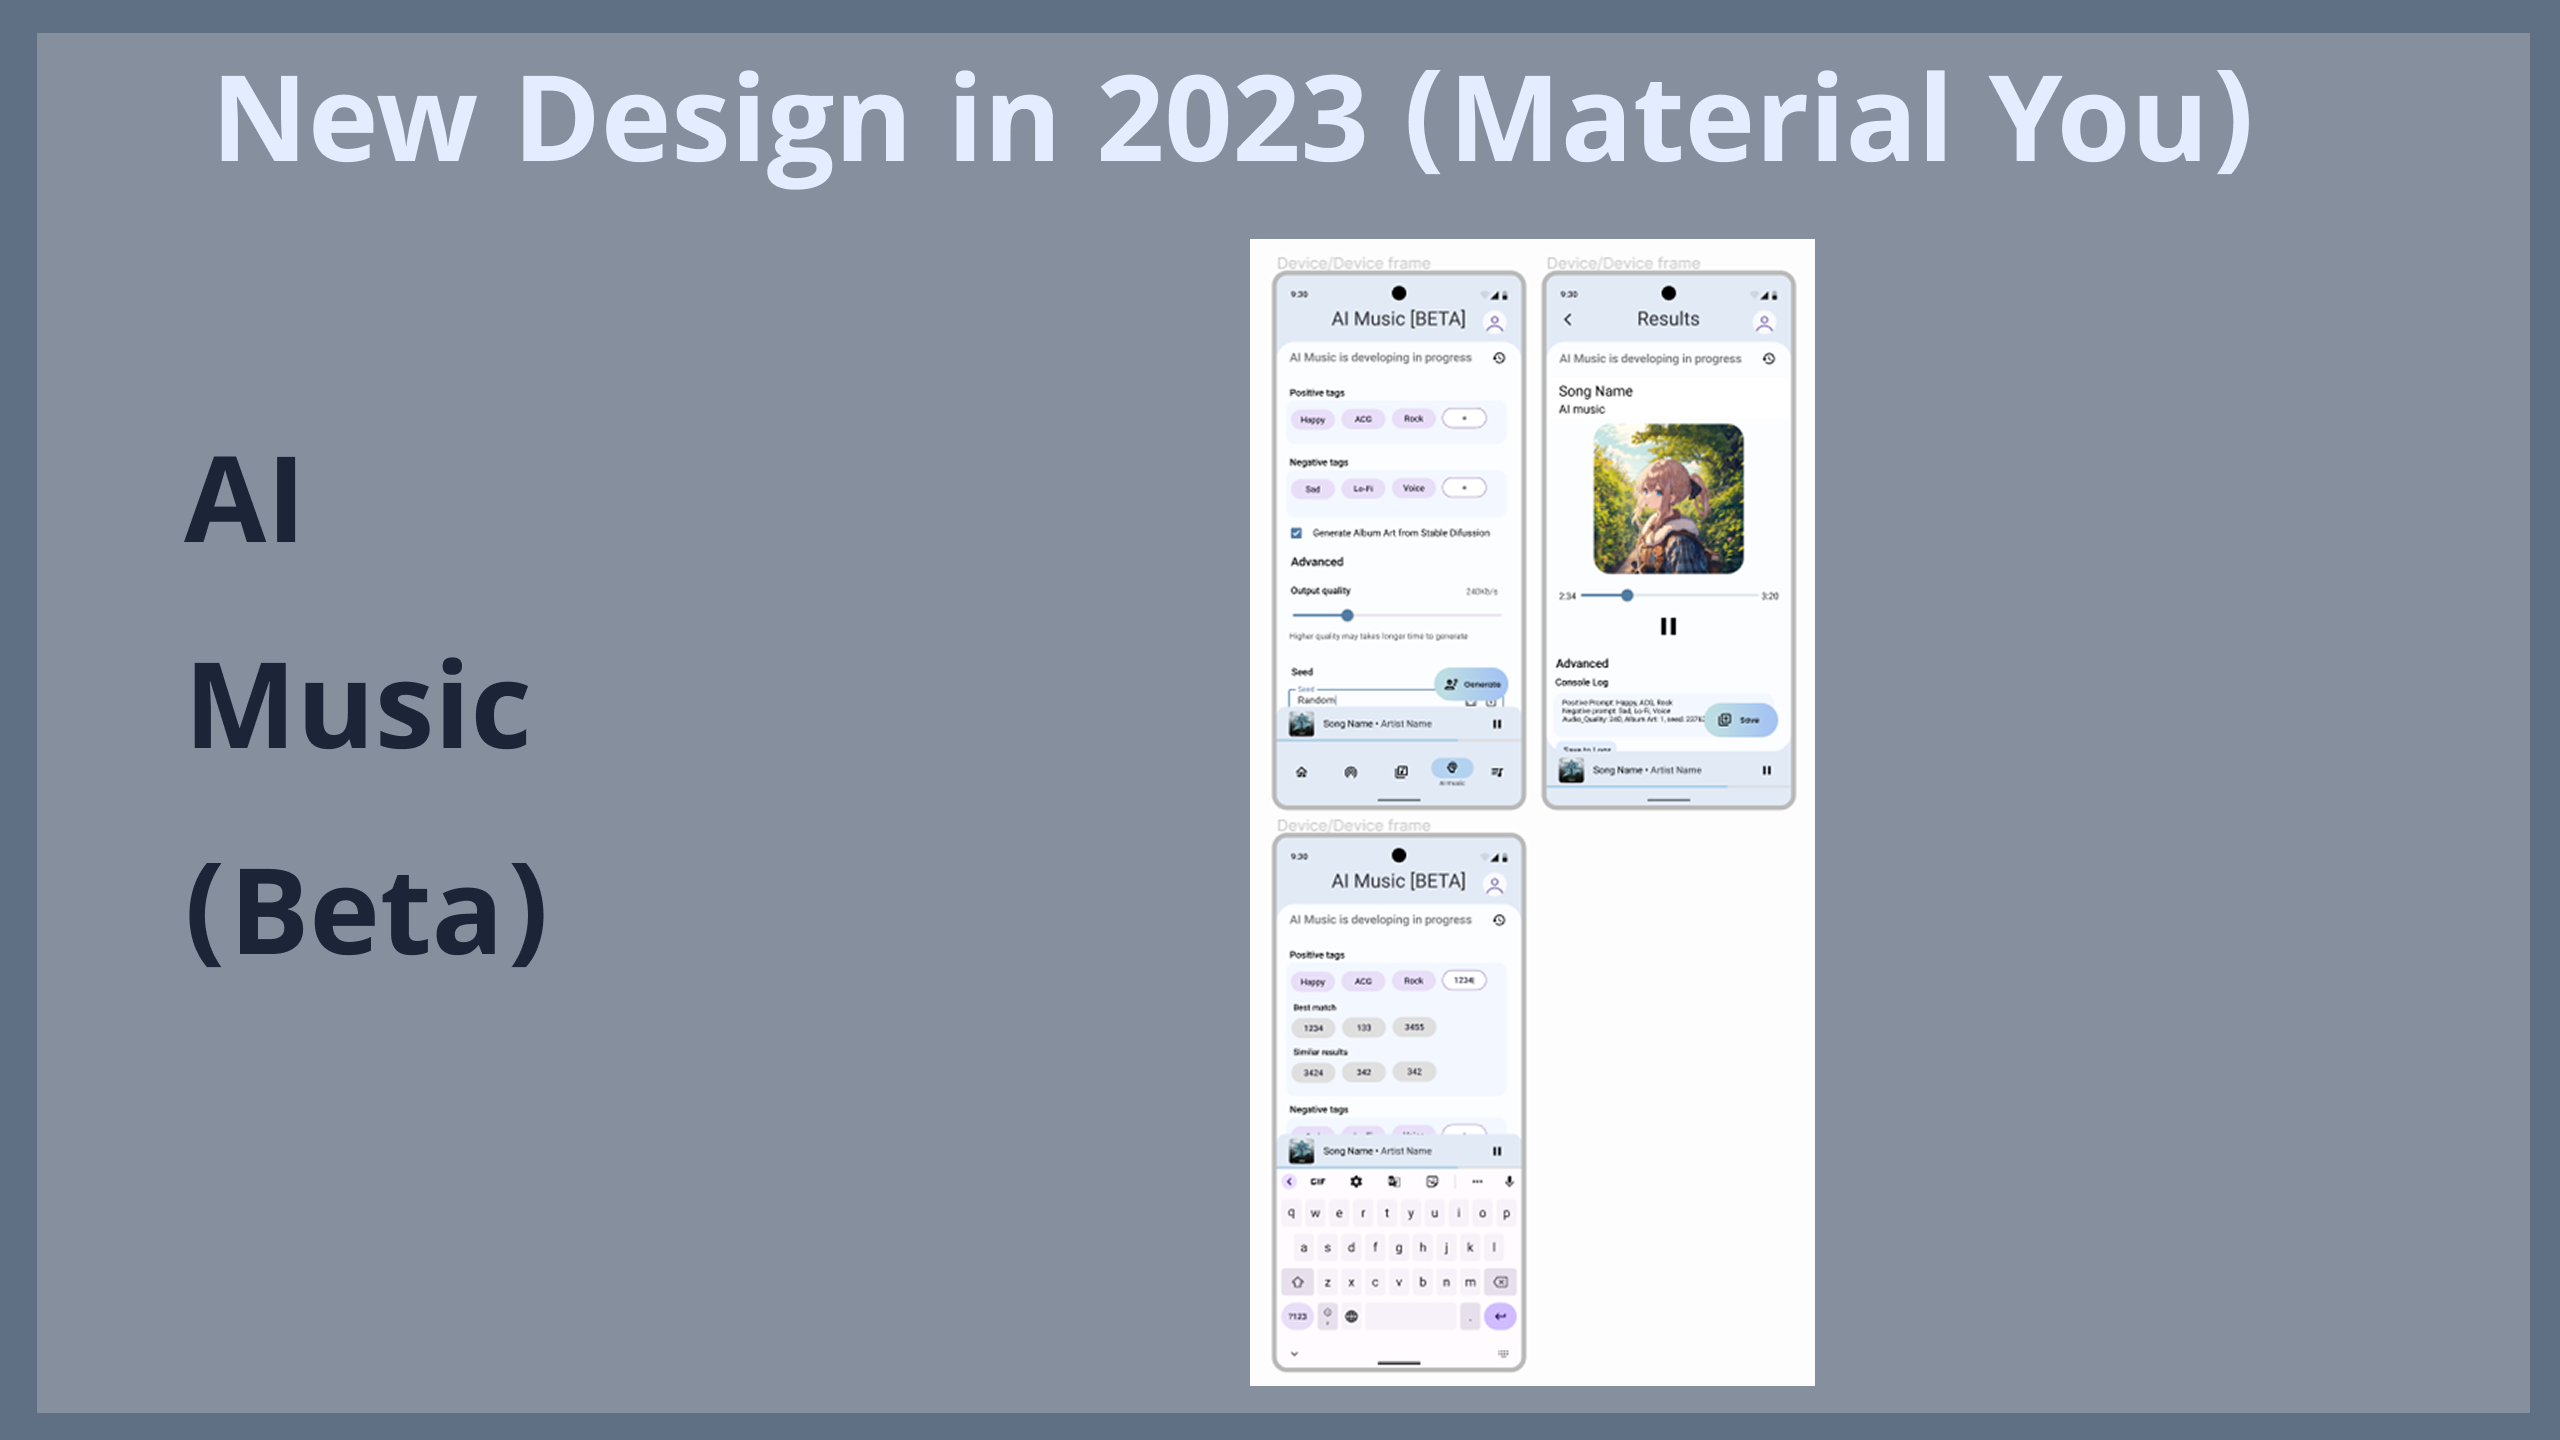 New Design in 2023 (Material You)
AI
Music
(Beta)
Device/Device frame
9:30
AI Music [BETA]
AI Music is developing in progress
Positive tags
Happy ACG Rock +
Negative tags
Sad Lo-Fi Voice +
Generate Album Art from Stable Difussion
Advanced
Output quality 240Kb/s
Higher quality may takes longer time to generate
Seed
Seed
Random
Generate
Song Name • Artist Name
AI music
Device/Device frame
9:30
Results
AI Music is developing in progress
Song Name
AI music
2:34 3:20
Advanced
Console Log
Positive Prompt: Happy, ACG, Rock
Negative prompt: Sad, Lo-Fi, Voice
Audio_Quality: 240, Album Art: 1, seed:
Save
Song Name • Artist Name
Device/Device frame
9:30
AI Music [BETA]
AI Music is developing in progress
Positive tags
Happy ACG Rock 1234
Best match
1234 133 3455
Similar results
3424 342 342
Negative tags
Song Name • Artist Name
GIF
q w e r t y u i o p
a s d f g h j k l
z x c v b n m
?123 , .